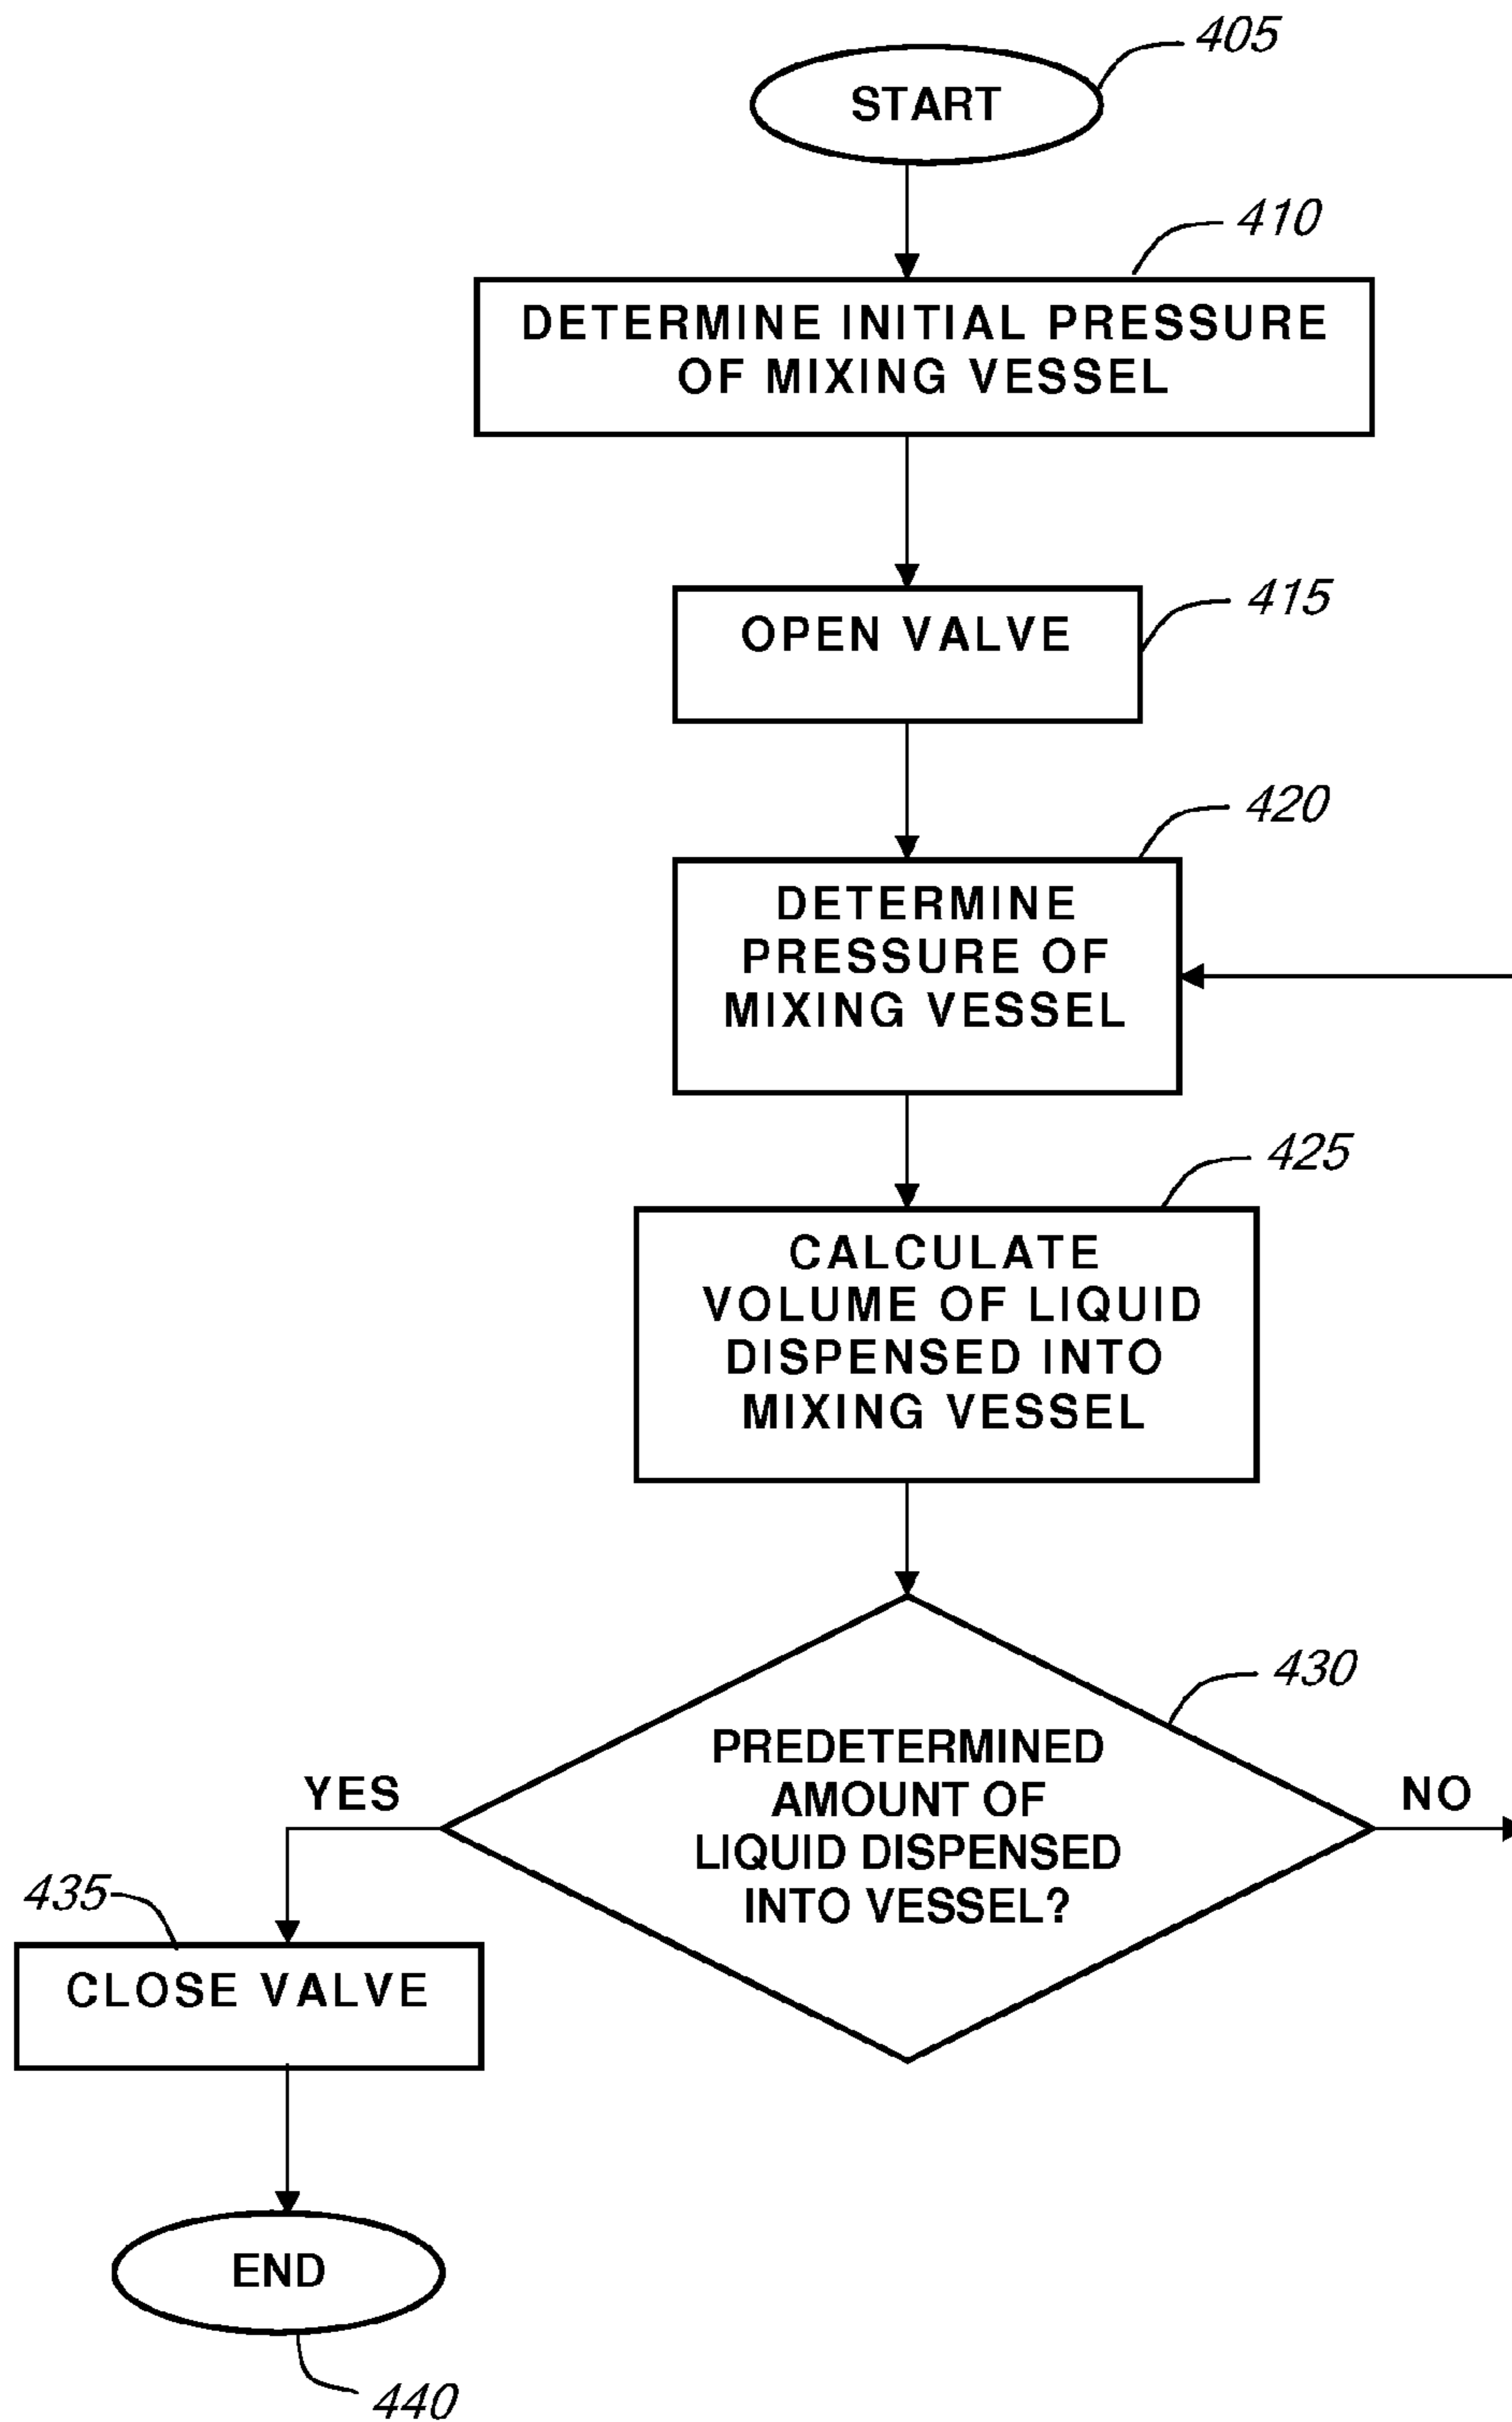 405
START
410
DETERMINE INITIAL PRESSURE
OF MIXING VESSEL
415
OPEN VALVE
420
DETERMINE
PRESSURE OF
MIXING VESSEL
425
CALCULATE
VOLUME OF LIQUID
DISPENSED INTO
MIXING VESSEL
430
PREDETERMINED
AMOUNT OF
LIQUID DISPENSED
INTO VESSEL?
YES
NO
435
CLOSE VALVE
END
440